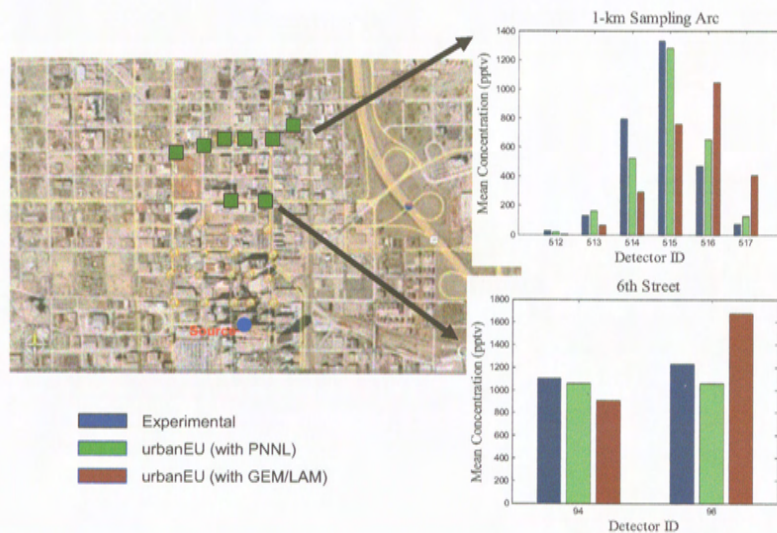 1-km Sampling Arc
Mean Concentration (pptv)
1400
1200
1000
800
600
400
200
0
512 513 514 515 516 517
Detector ID
Source
6th Street
Mean Concentration (pptv)
1800
1600
1400
1200
1000
800
600
400
200
0
94 96
Detector ID
Experimental
urbanEU (with PNNL)
urbanEU (with GEM/LAM)